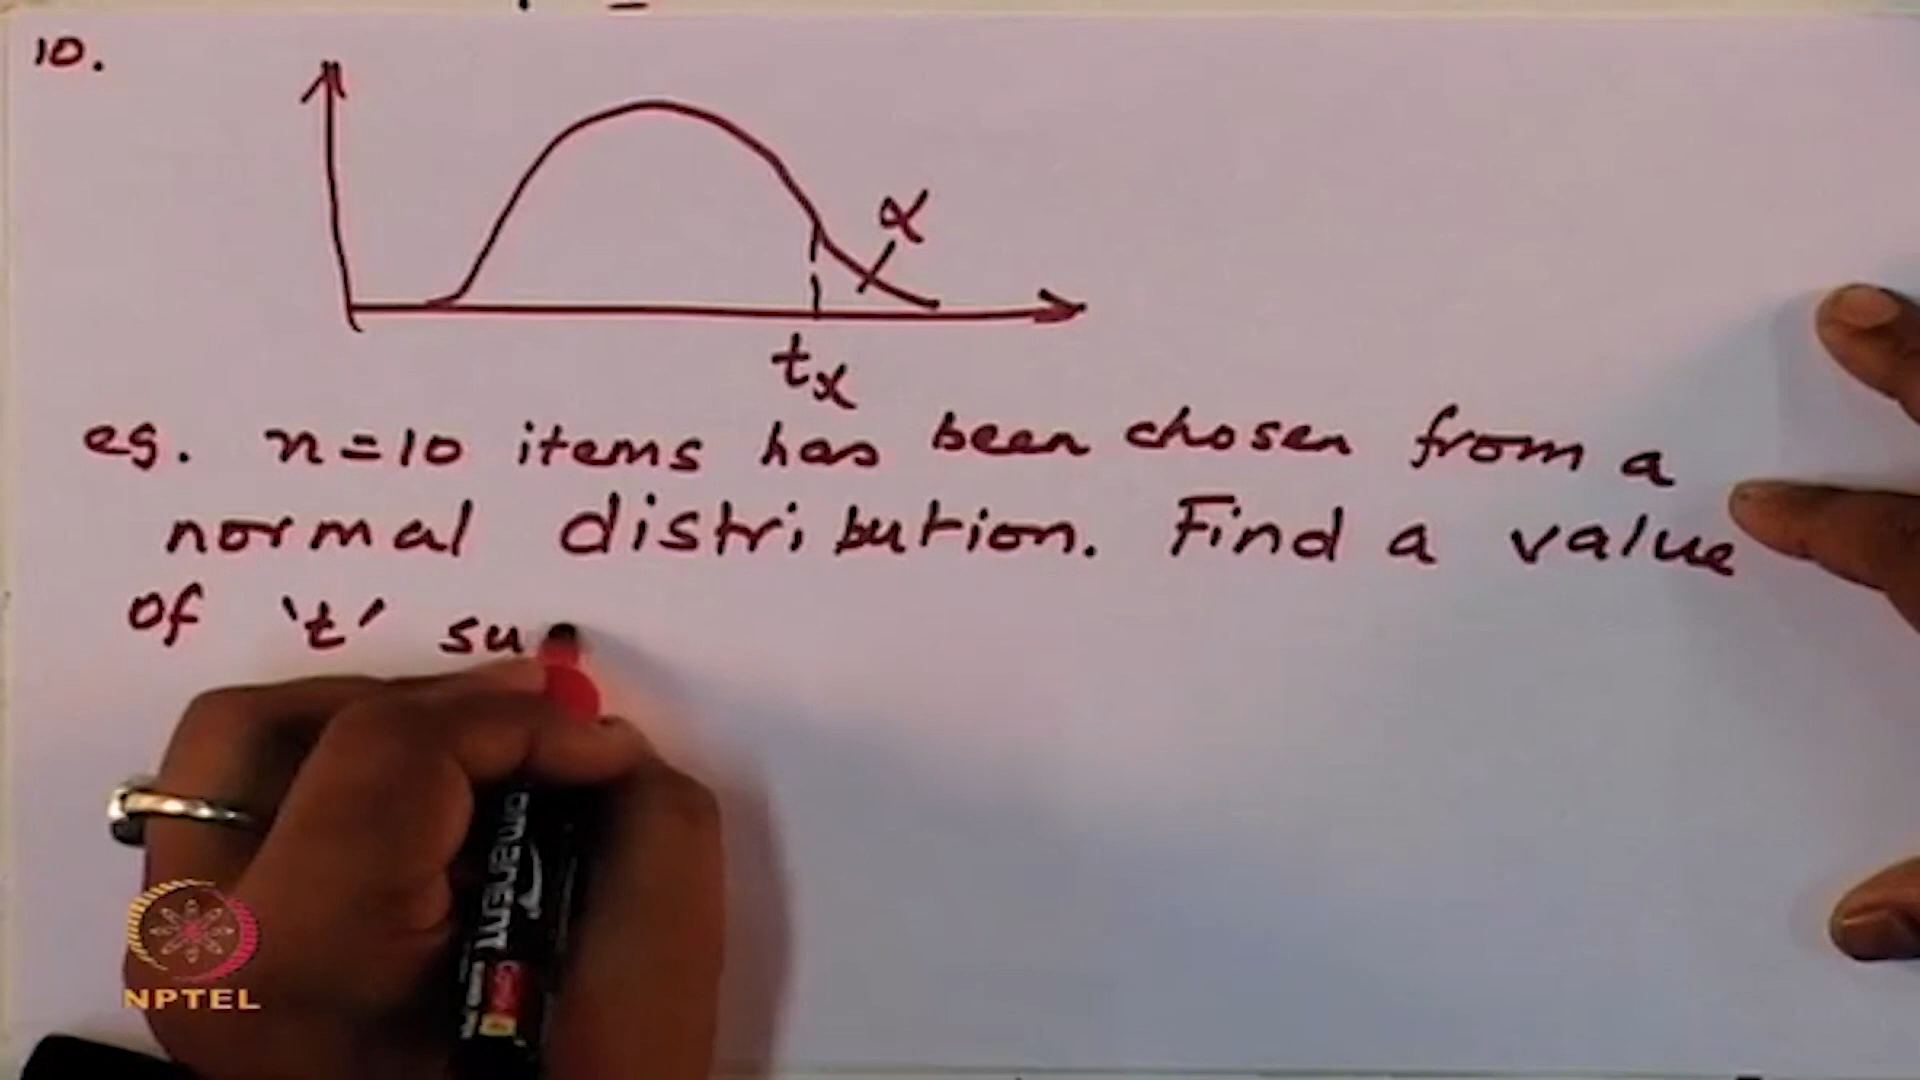 10.
α
tα
eg. n=10 items has been chosen from a
normal distribution. Find a value
of 't' su
NPTEL